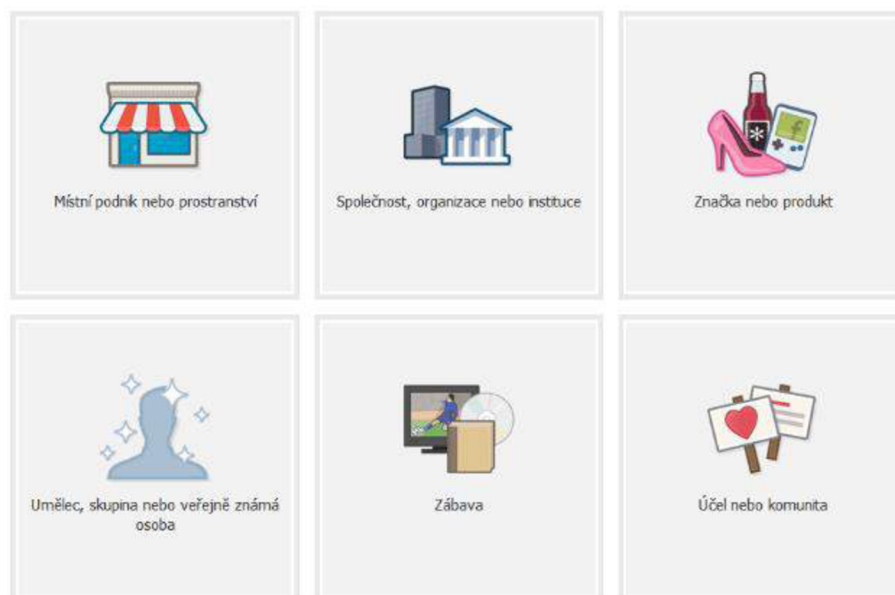 Místní podnik nebo prostranství
Společnost, organizace nebo instituce
Značka nebo produkt
Umělec, skupina nebo veřejně známá
osoba
Zábava
Účel nebo komunita